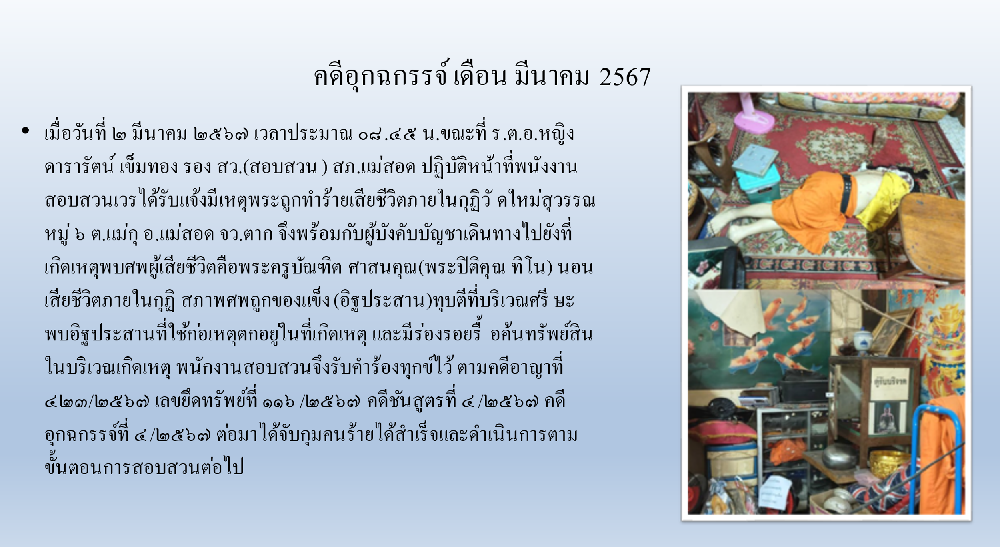 คดีอุกฉกรรจ์ เดือน มีนาคม 2567
• เมื่อวันที่ ๒ มีนาคม ๒๕๖๗ เวลาประมาณ ๐๘.๔๕ น.ขณะที่ ร.ต.อ.หญิง
ดารารัตน์ เข็มทอง รอง สว.(สอบสวน ) สภ.แม่สอด ปฏิบัติหน้าที่พนังงาน
สอบสวนเวร ได้รับแจ้งมีเหตุพระถูกทำร้ายเสียชีวิตภายในกุฏิวั ดใหม่สุวรรณ
หมู่ ๖ ต.แม่กุ อ.แม่สอด จว.ตาก จึงพร้อมกับผู้บังคับบัญชาเดินทางไปยังที่
เกิดเหตุพบศพผู้เสียชีวิตคือพระครูบัณฑิต ศาสนคุณ(พระปิติคุณ ทิโน) นอน
เสียชีวิตภายในกุฏิ สภาพศพถูกของแข็ง (อิฐประสาน)ทุบตีที่บริเวณศรี ษะ
พบอิฐประสานที่ใช้ก่อเหตุตกอยู่ในที่เกิดเหตุ และมีร่องรอยรื้ อค้นทรัพย์สิน
ในบริเวณเกิดเหตุ พนักงานสอบสวนจึงรับคำร้องทุกข์ไว้ ตามคดีอาญาที่
๔๒๓/๒๕๖๗ เลขยึดทรัพย์ที่ ๑๑๖ /๒๕๖๗ คดีชันสูตรที่ ๔ /๒๕๖๗ คดี
อุกฉกรรจ์ที่ ๔ /๒๕๖๗ ต่อมาได้จับกุมคนร้ายได้สำเร็จและดำเนินการตาม
ขั้นตอนการสอบสวนต่อไป
ตู้รับบริจาค